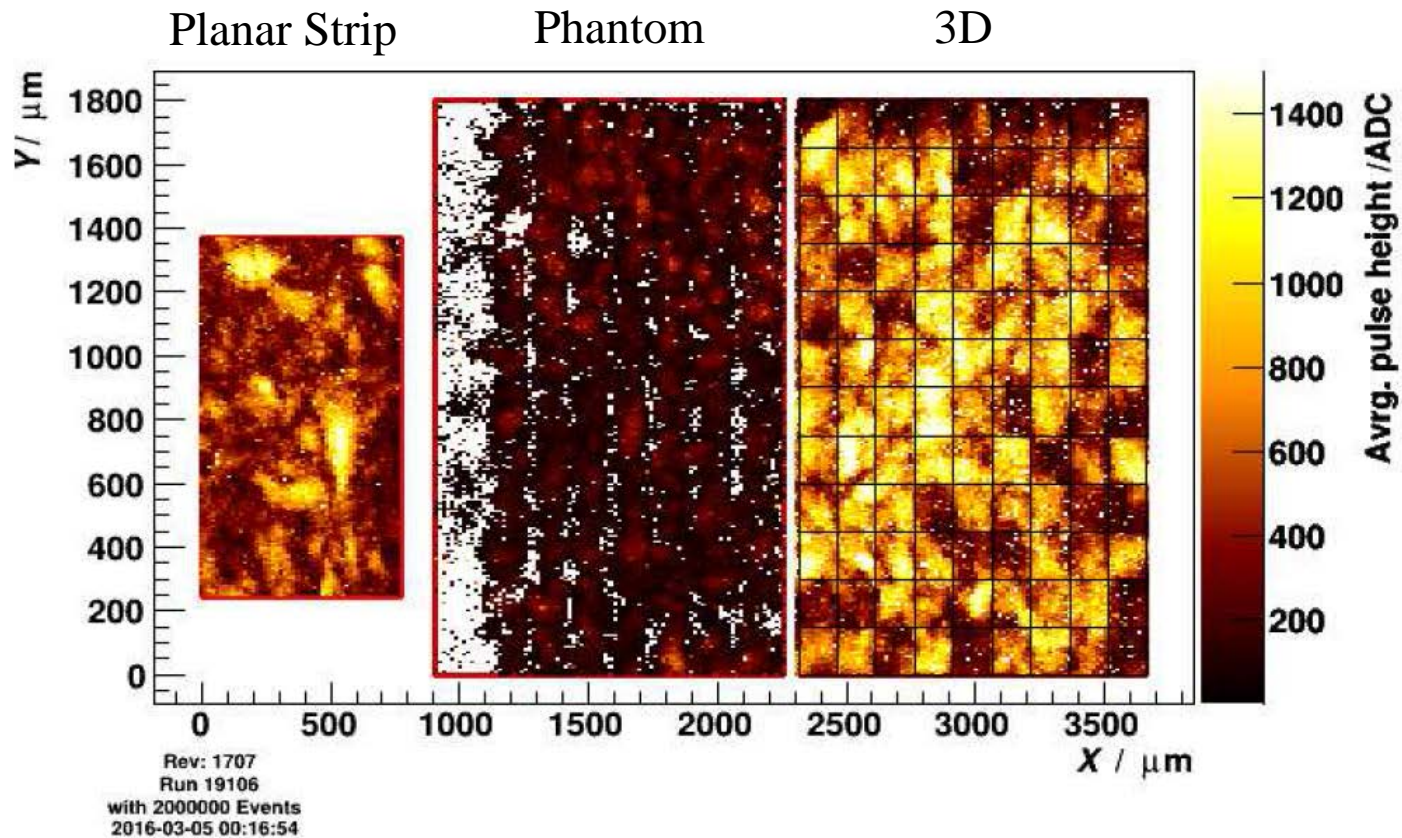 Planar Strip Phantom 3D
Y / μm
1800
1600
1400
1200
1000
800
600
400
200
0
0 500 1000 1500 2000 2500 3000 3500
X / μm
1400
1200
1000
800
600
400
200
Avrg. pulse height /ADC
Rev: 1707
Run 19106
with 2000000 Events
2016-03-05 00:16:54